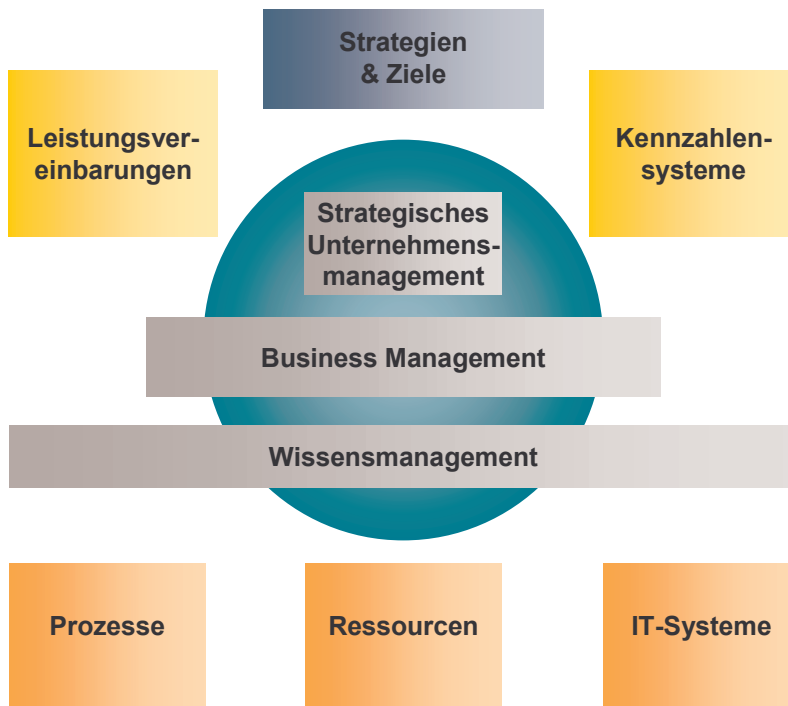 Strategien
& Ziele
Leistungsver-
einbarungen
Kennzahlen-
systeme
Strategisches
Unternehmens-
management
Business Management
Wissensmanagement
Prozesse
Ressourcen
IT-Systeme